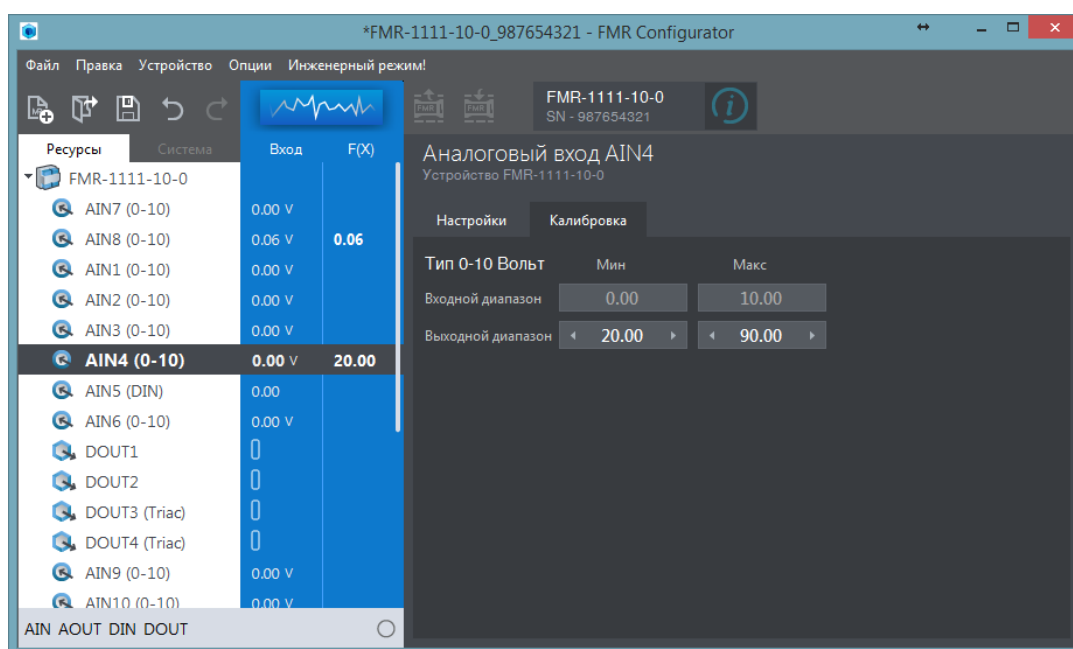 *FMR-1111-10-0_987654321 - FMR Configurator
Файл Правка Устройство Опции Инженерный режим!
FMR-1111-10-0
SN - 987654321
Ресурсы Система Вход F(X)
Аналоговый вход AIN4
Устройство FMR-1111-10-0
FMR-1111-10-0
AIN7 (0-10) 0.00 V
Настройки Калибровка
AIN8 (0-10) 0.06 V 0.06
Тип 0-10 Вольт Мин Макс
AIN1 (0-10) 0.00 V
AIN2 (0-10) 0.00 V
Входной диапазон 0.00 10.00
AIN3 (0-10) 0.00 V
Выходной диапазон 20.00 90.00
AIN4 (0-10) 0.00 V 20.00
AIN5 (DIN) 0.00
AIN6 (0-10) 0.00 V
DOUT1
DOUT2
DOUT3 (Triac)
DOUT4 (Triac)
AIN9 (0-10) 0.00 V
AIN10 (0-10) 0.00 V
AIN AOUT DIN DOUT